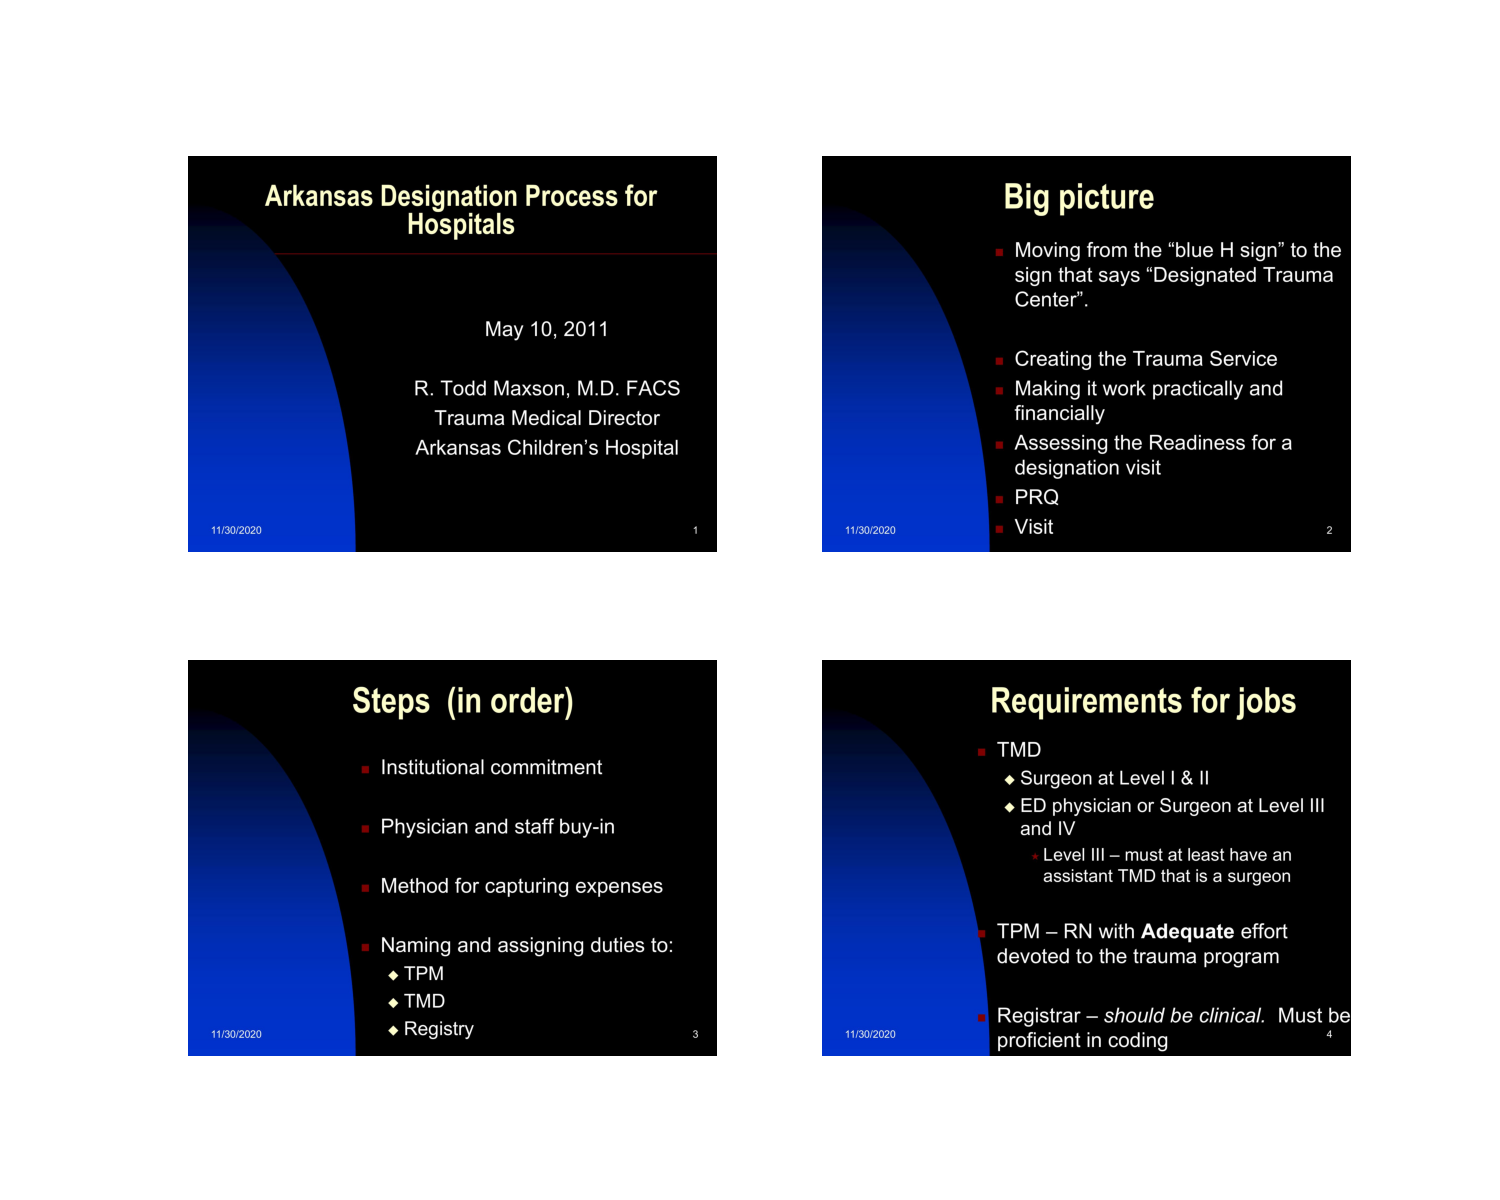 Arkansas Designation Process for
Hospitals
May 10, 2011
R. Todd Maxson, M.D. FACS
Trauma Medical Director
Arkansas Children’s Hospital
11/30/2020
1
Big picture
Moving from the “blue H sign” to the
sign that says “Designated Trauma
Center”.
Creating the Trauma Service
Making it work practically and
financially
Assessing the Readiness for a
designation visit
PRQ
Visit
11/30/2020
2
Steps  (in order)
Institutional commitment
Physician and staff buy-in
Method for capturing expenses
Naming and assigning duties to:
TPM
TMD
Registry
11/30/2020
3
Requirements for jobs
TMD
Surgeon at Level I & II
ED physician or Surgeon at Level III
and IV
Level III – must at least have an
assistant TMD that is a surgeon
TPM – RN with Adequate effort
devoted to the trauma program
Registrar – should be clinical.  Must be
proficient in coding
11/30/2020
4